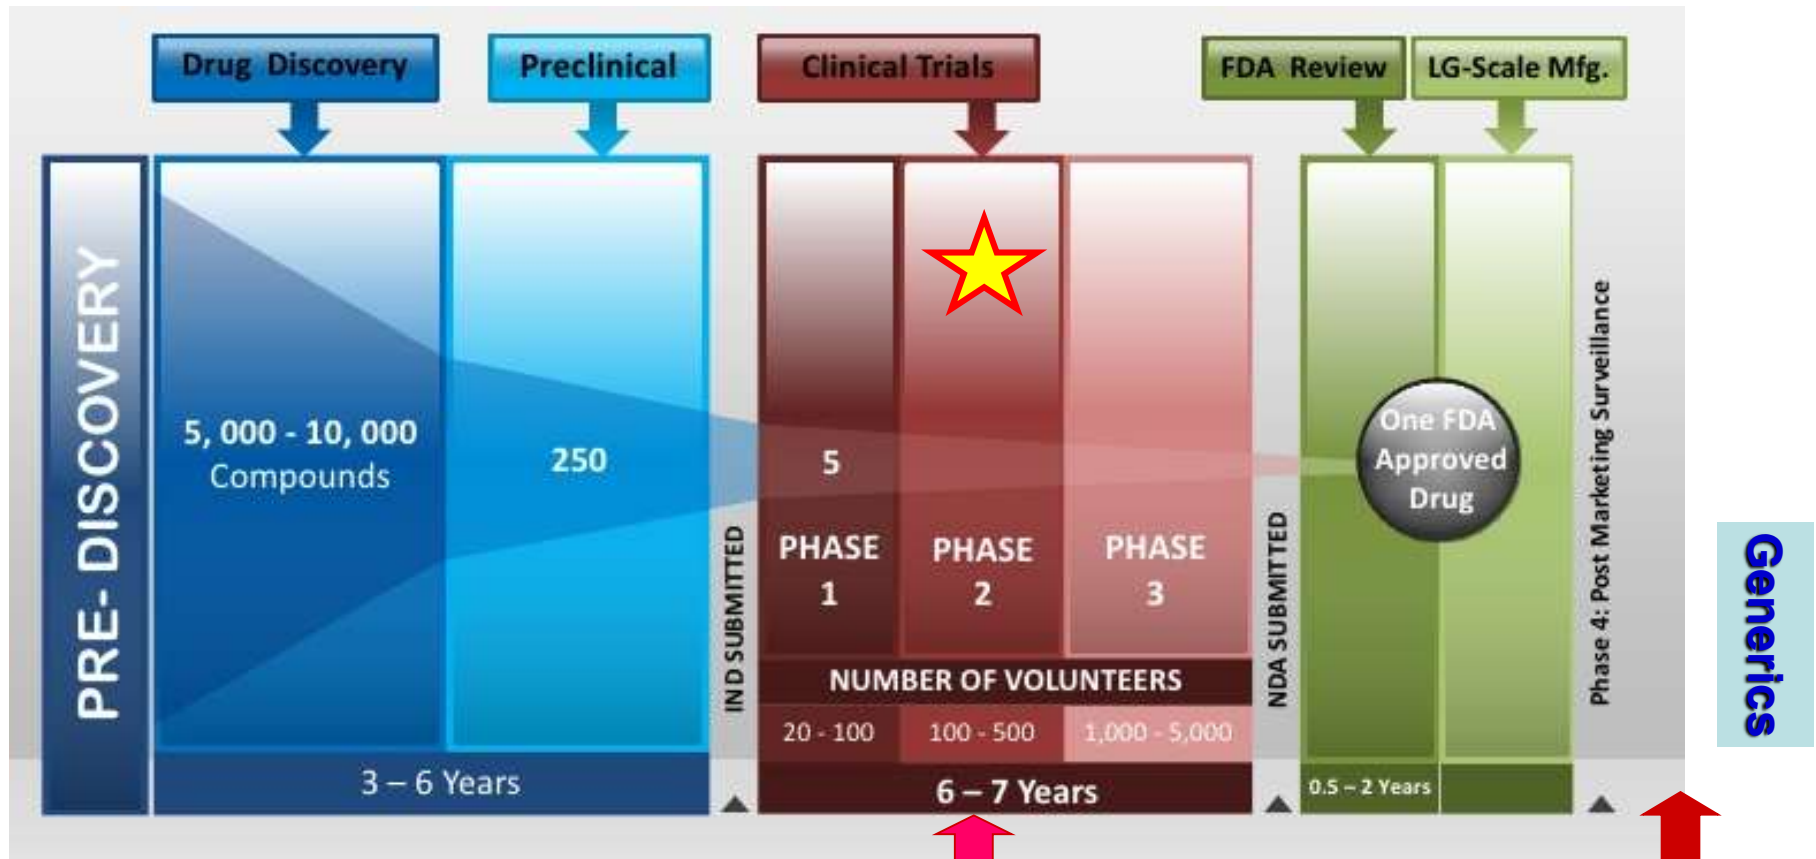 Drug Discovery
Preclinical
Clinical Trials
FDA Review
LG-Scale Mfg.
PRE- DISCOVERY
5, 000 - 10, 000
Compounds
250
IND SUBMITTED
5
PHASE
1
PHASE
2
PHASE
3
NUMBER OF VOLUNTEERS
20 - 100
100 - 500
1,000 - 5,000
NDA SUBMITTED
One FDA
Approved
Drug
Phase 4: Post Marketing Surveillance
Generics
3 – 6 Years
6 – 7 Years
0.5 – 2 Years